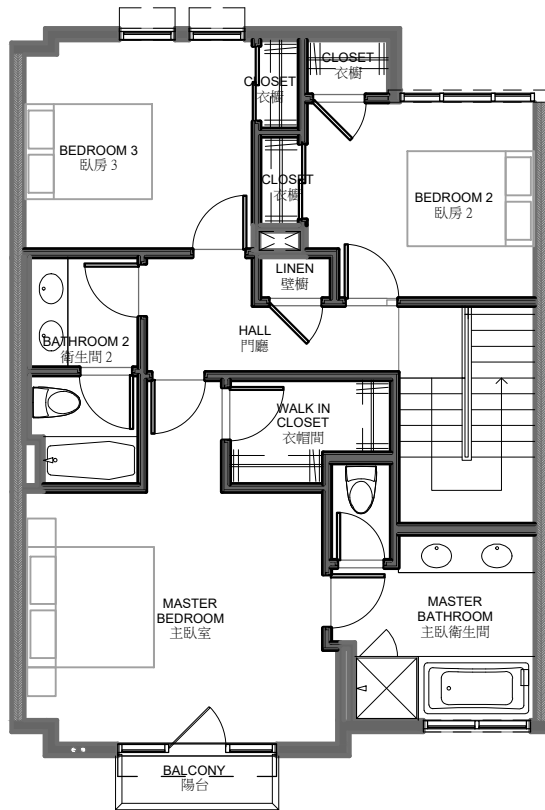 CLOSET
衣櫥
CLOSET
衣櫥
BEDROOM 3
臥房 3
CLOSET
衣櫥
BEDROOM 2
臥房 2
LINEN
壁櫥
BATHROOM 2
衛生間 2
HALL
門廳
WALK IN
CLOSET
衣帽間
MASTER
BEDROOM
主臥室
MASTER
BATHROOM
主臥衛生間
BALCONY
陽台